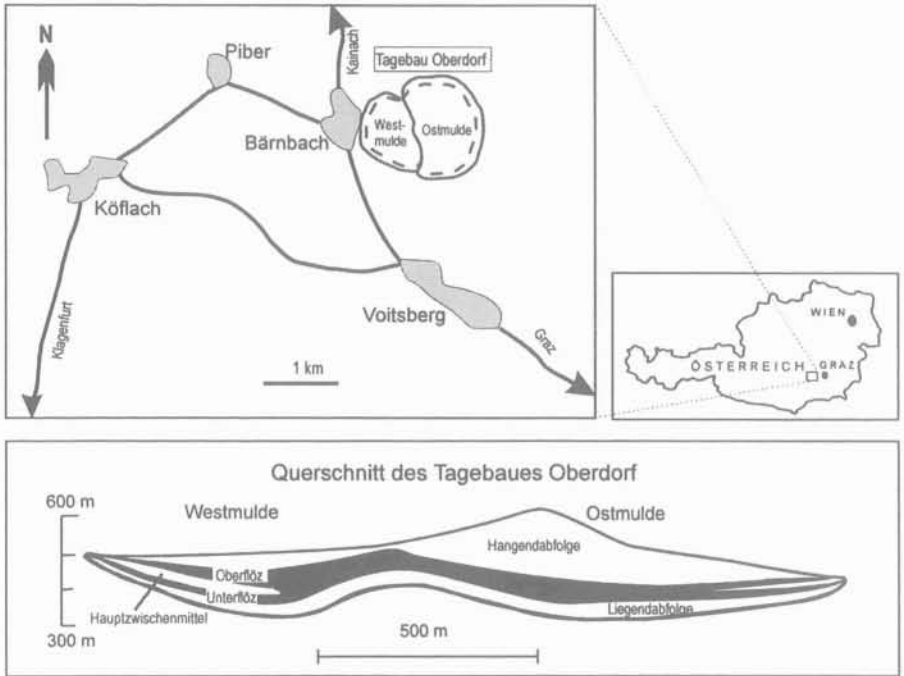 N
Piber
Kainach
Tagebau Oberdorf
West-
mulde
Ostmulde
Bärnbach
Köflach
Klagenfurt
Voitsberg
Graz
1 km
WIEN
ÖSTERREICH
GRAZ
Querschnitt des Tagebaues Oberdorf
600 m
Westmulde
Ostmulde
Hangendabfolge
Oberflöz
Unterflöz
Hauptzwischenmittel
Liegendabfolge
300 m
500 m